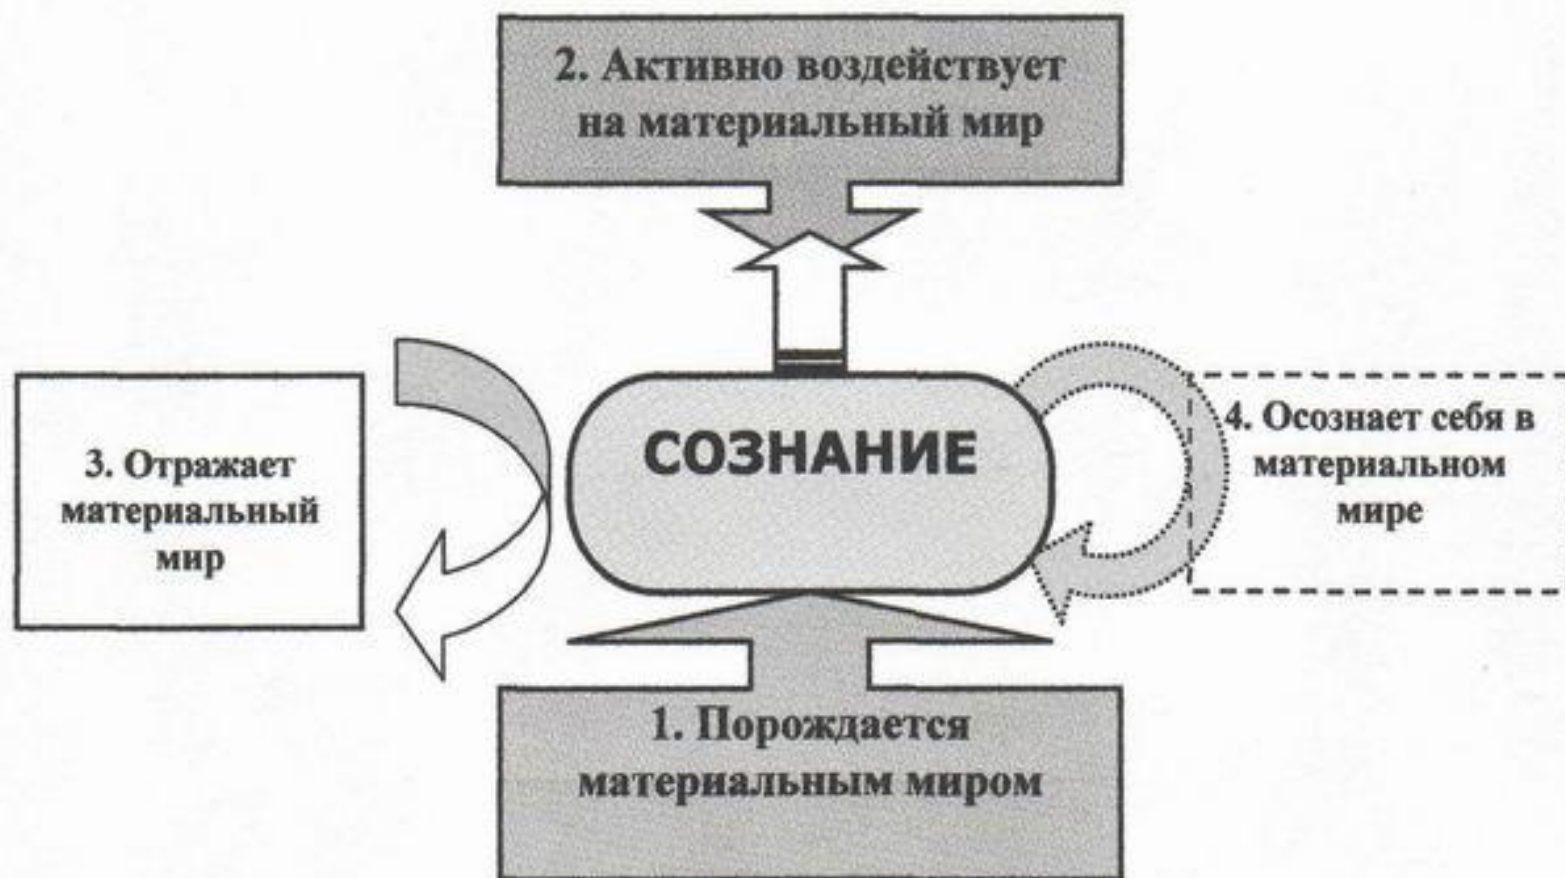 2. Активно воздействует
на материальный мир
СОЗНАНИЕ
3. Отражает
материальный
мир
4. Осознает себя в
материальном
мире
1. Порождается
материальным миром